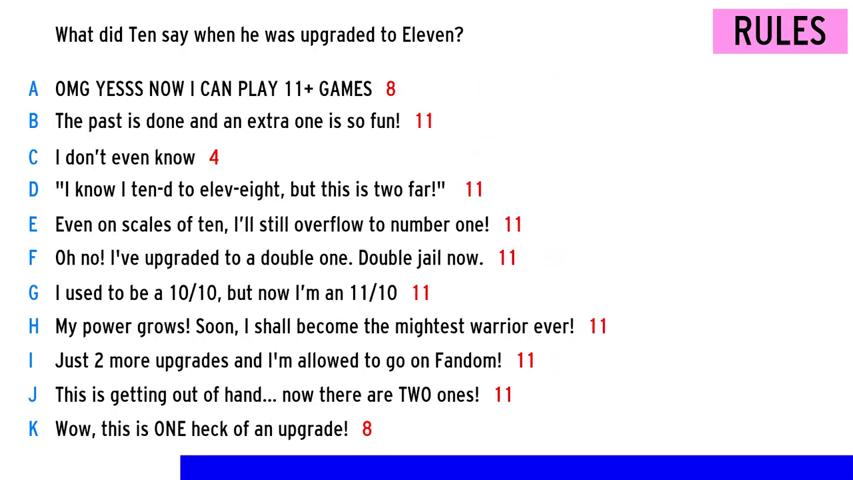 What did Ten say when he was upgraded to Eleven?
RULES
A OMG YESSS NOW I CAN PLAY 11+ GAMES 8
B The past is done and an extra one is so fun! 11
C I don't even know 4
D "I know I ten-d to elev-eight, but this is two far!" 11
E Even on scales of ten, I'll still overflow to number one! 11
F Oh no! I've upgraded to a double one. Double jail now. 11
G I used to be a 10/10, but now I'm an 11/10 11
H My power grows! Soon, I shall become the mightest warrior ever! 11
I Just 2 more upgrades and I'm allowed to go on Fandom! 11
J This is getting out of hand... now there are TWO ones! 11
K Wow, this is ONE heck of an upgrade! 8